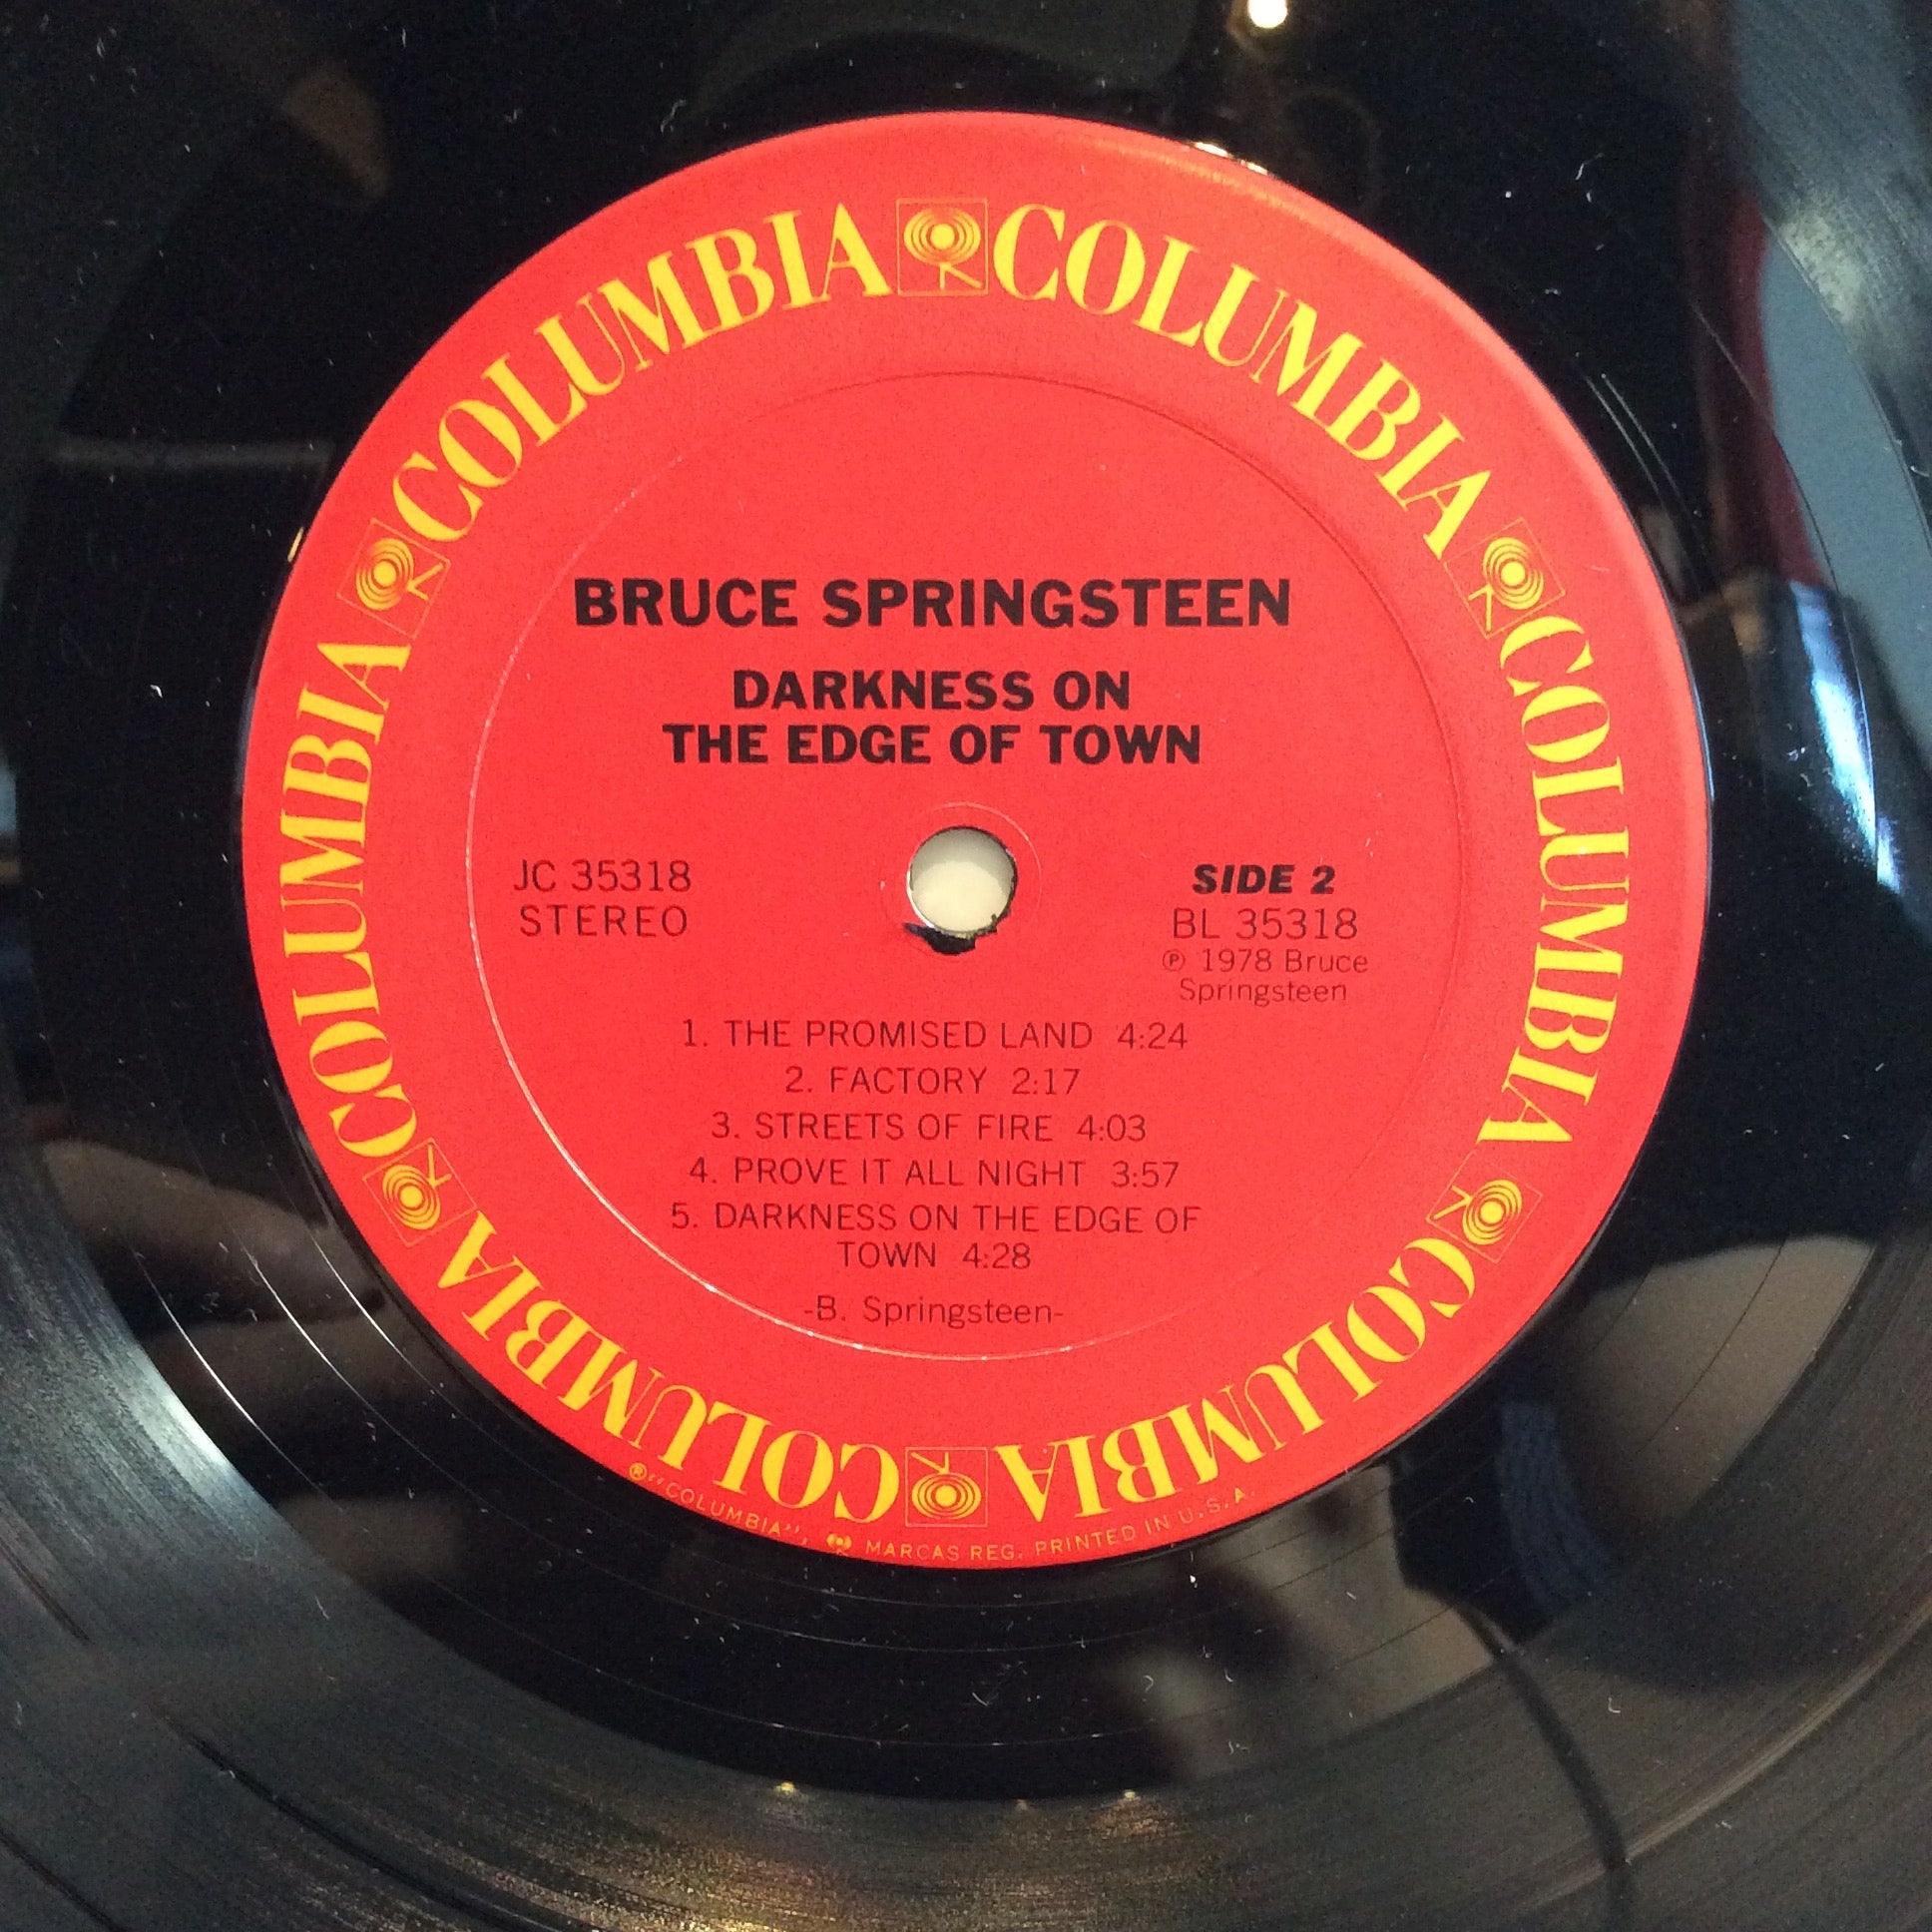 COLUMBIA COLUMBIA COLUMBIA COLUMBIA COLUMBIA COLUMBIA
BRUCE SPRINGSTEEN
DARKNESS ON
THE EDGE OF TOWN
JC 35318
STEREO
SIDE 2
BL 35318
℗ 1978 Bruce
Springsteen
1. THE PROMISED LAND 4:24
2. FACTORY 2:17
3. STREETS OF FIRE 4:03
4. PROVE IT ALL NIGHT 3:57
5. DARKNESS ON THE EDGE OF
TOWN 4:28
-B. Springsteen-
®"COLUMBIA", MARCAS REG. PRINTED IN U.S.A.